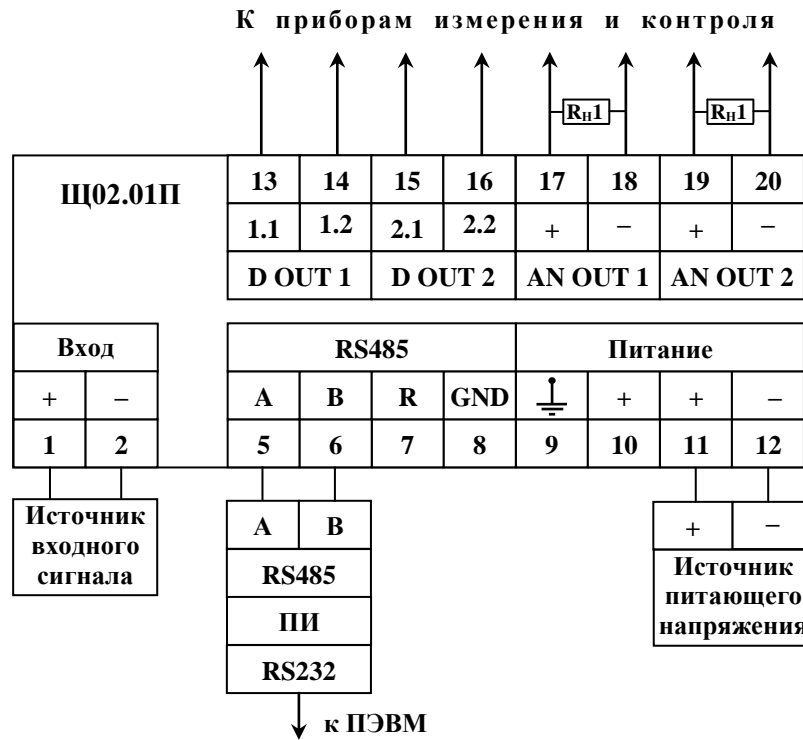 К приборам измерения и контроля
Rн1 Rн1
Щ02.01П 13 14 15 16 17 18 19 20
1.1 1.2 2.1 2.2 + − + −
D OUT 1 D OUT 2 AN OUT 1 AN OUT 2
Вход RS485 Питание
+ − A B R GND + + −
1 2 5 6 7 8 9 10 11 12
Источник
входного
сигнала
A B
RS485
ПИ
RS232
к ПЭВМ
+ −
Источник
питающего
напряжения